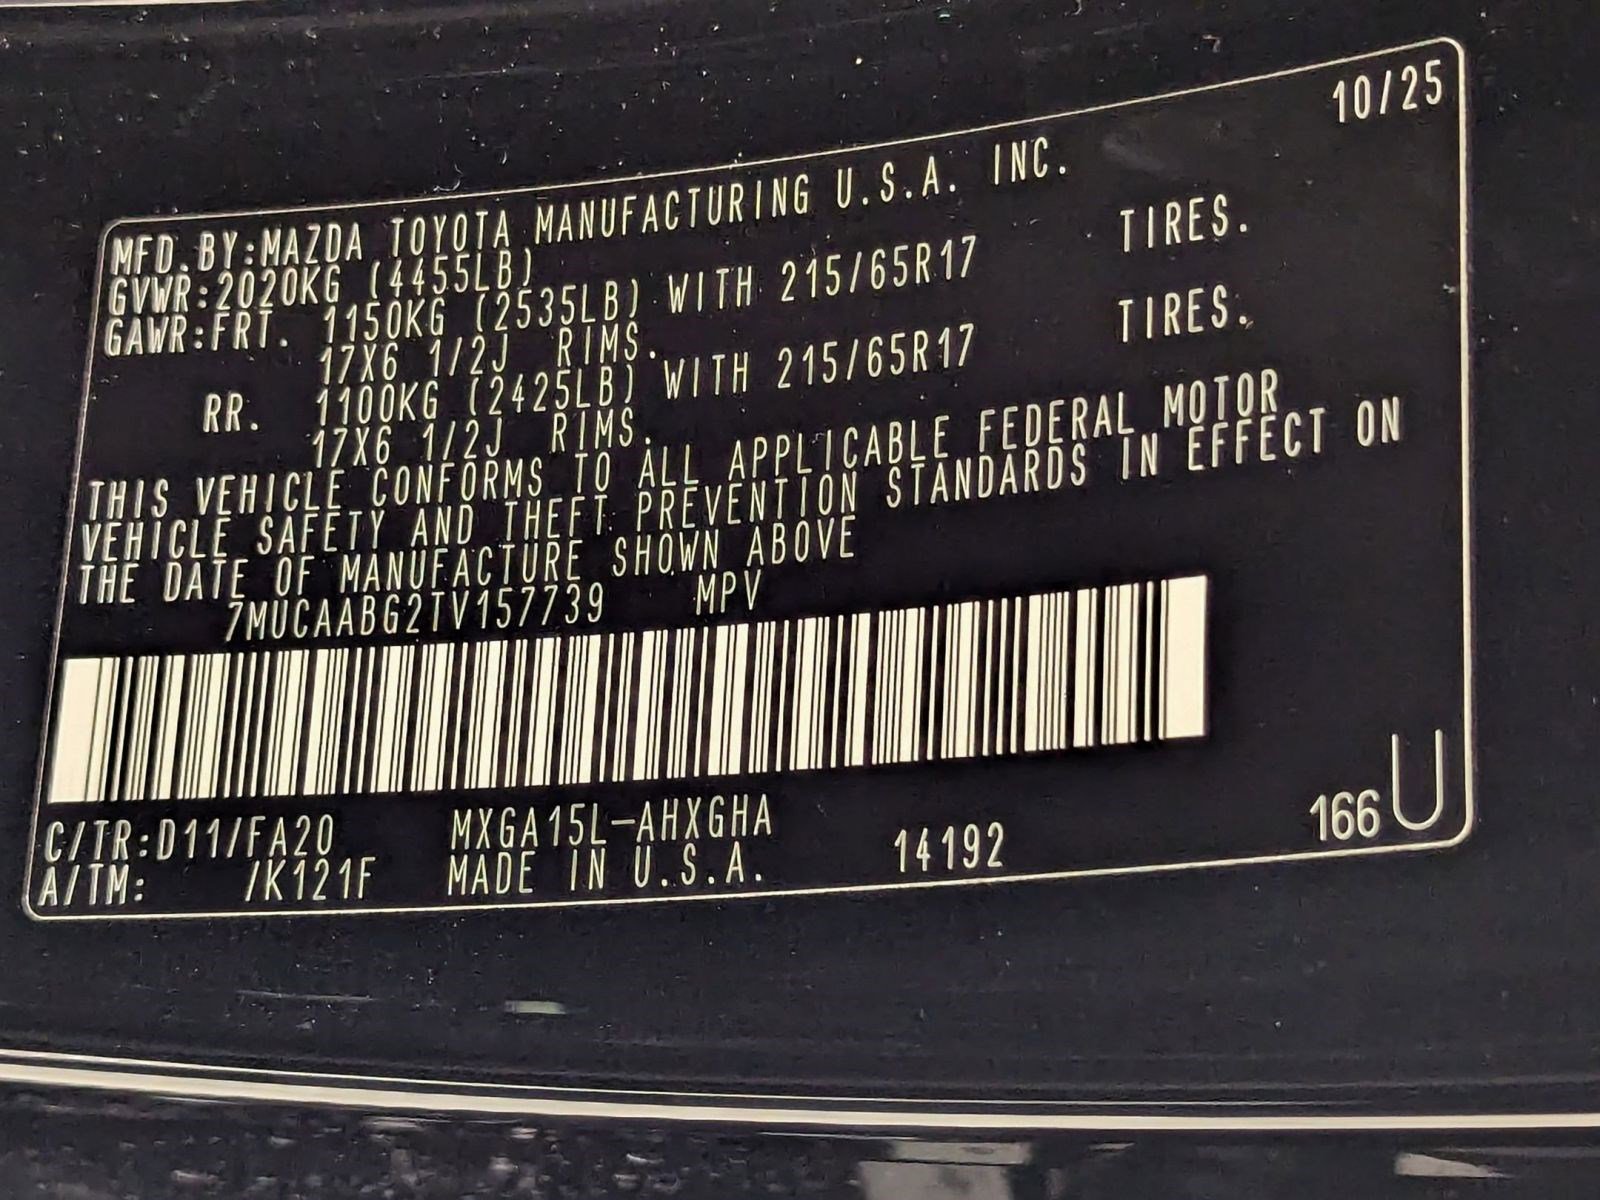 10/25
MFD.BY:MAZDA TOYOTA MANUFACTURING U.S.A. INC.
GVWR:2020KG (4455LB)
GAWR:FRT. 1150KG (2535LB) WITH 215/65R17 TIRES.
17X6 1/2J RIMS.
RR. 1100KG (2425LB) WITH 215/65R17 TIRES.
17X6 1/2J RIMS.
THIS VEHICLE CONFORMS TO ALL APPLICABLE FEDERAL MOTOR
VEHICLE SAFETY AND THEFT PREVENTION STANDARDS IN EFFECT ON
THE DATE OF MANUFACTURE SHOWN ABOVE
7MUCAABG2TV157739 MPV
C/TR:D11/FA20 MXGA15L-AHXGHA
A/TM: /K121F MADE IN U.S.A. 14192
166 U